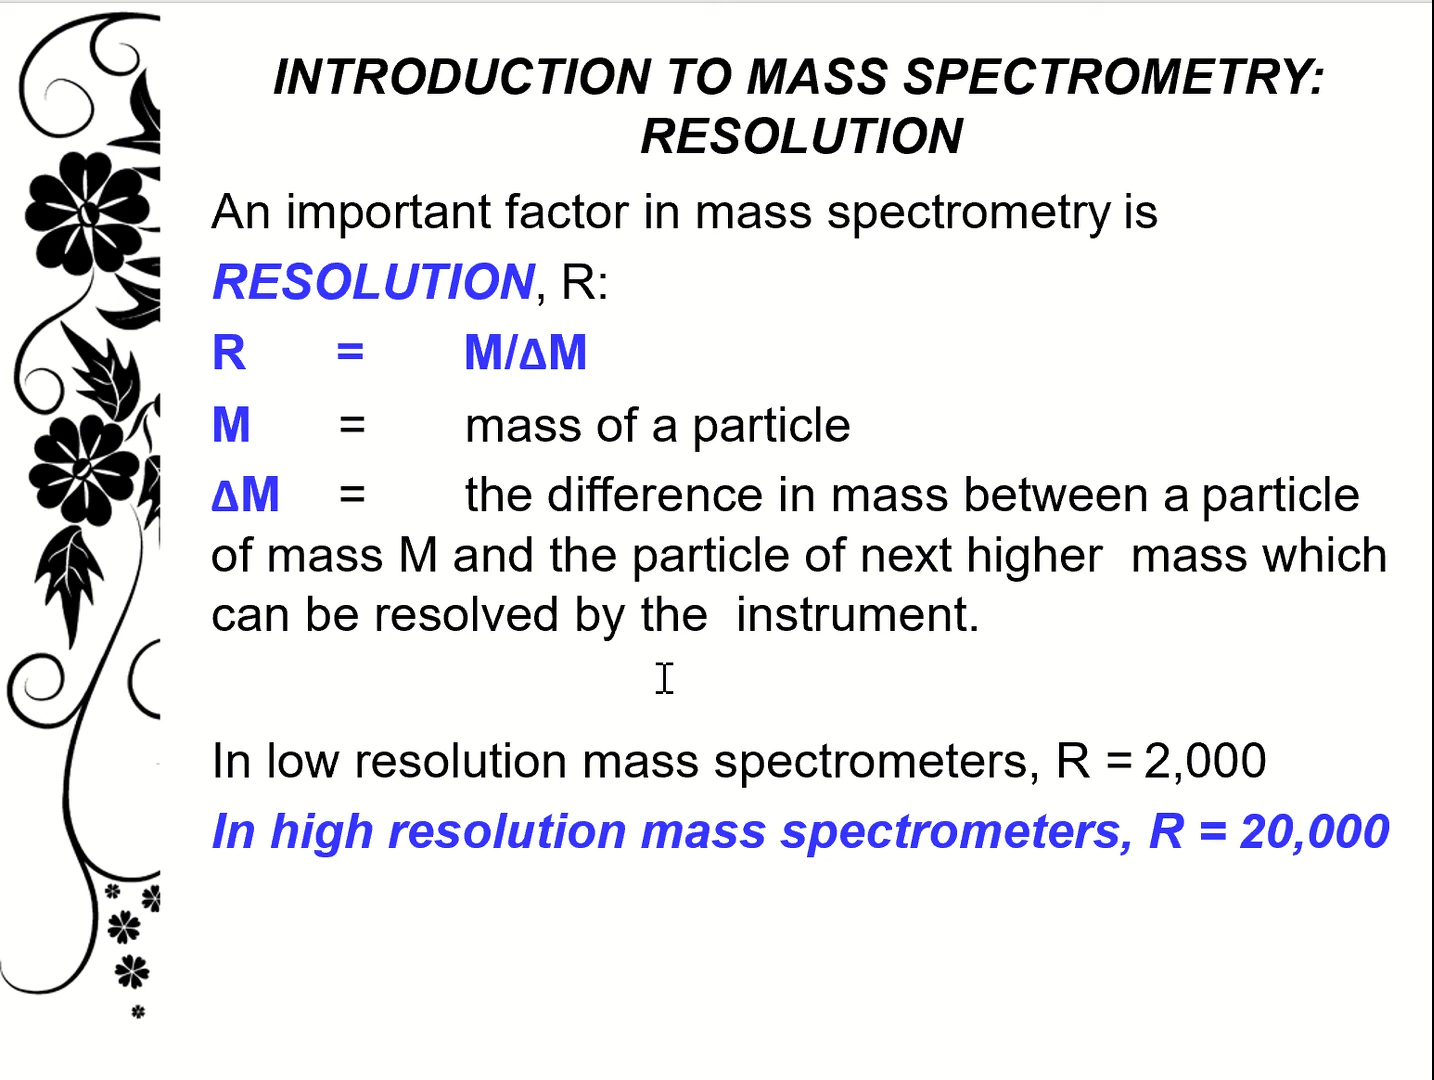 INTRODUCTION TO MASS SPECTROMETRY:
RESOLUTION
An important factor in mass spectrometry is
RESOLUTION, R:
R = M/ΔM
M = mass of a particle
ΔM = the difference in mass between a particle
of mass M and the particle of next higher mass which
can be resolved by the instrument.
In low resolution mass spectrometers, R = 2,000
In high resolution mass spectrometers, R = 20,000